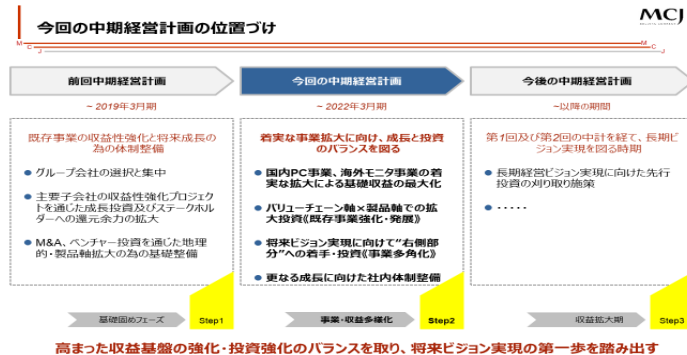 今回の中期経営計画の位置づけ
MCJ
M
C
J
M
C
J
前回中期経営計画
~ 2019年3月期
既存事業の収益性強化と将来成長の
為の体制整備
● グループ会社の選択と集中
● 主要子会社の収益性強化プロジェク
トを通じた成長投資及びステークホル
ダーへの還元余力の拡大
● M&A、ベンチャー投資を通じた地理
的・製品軸拡大の為の基礎整備
基礎固めフェーズ
Step1
今回の中期経営計画
~ 2022年3月期
着実な事業拡大に向け、成長と投資
のバランスを図る
● 国内PC事業、海外モニタ事業の着
実な拡大による基礎収益の最大化
● バリューチェーン軸×製品軸での拡
大投資《既存事業強化・発展》
● 将来ビジョン実現に向けて"右側部
分"への着手・投資《事業多角化》
● 更なる成長に向けた社内体制整備
事業・収益多様化
Step2
今後の中期経営計画
~以降の期間
第1回及び第2回の中計を経て、長期ビ
ジョン実現を図る時期
● 長期経営ビジョン実現に向けた先行
投資の刈り取り施策
● ・・・・・
収益拡大期
Step3
高まった収益基盤の強化・投資強化のバランスを取り、将来ビジョン実現の第一歩を踏み出す